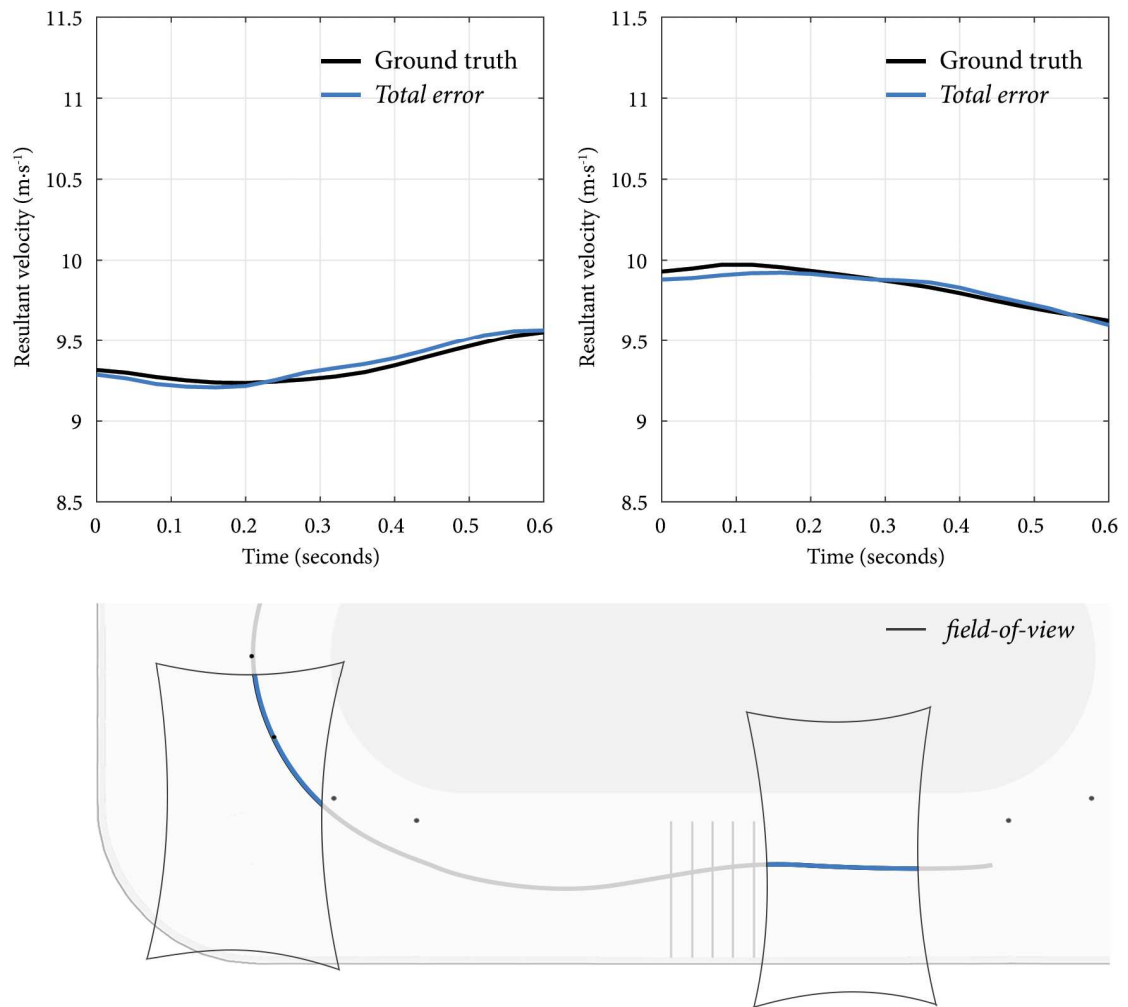 11.5
11
10.5
10
9.5
9
8.5
Resultant velocity (m·s⁻¹)
Ground truth
Total error
0 0.1 0.2 0.3 0.4 0.5 0.6
Time (seconds)
11.5
11
10.5
10
9.5
9
8.5
Resultant velocity (m·s⁻¹)
Ground truth
Total error
0 0.1 0.2 0.3 0.4 0.5 0.6
Time (seconds)
field-of-view